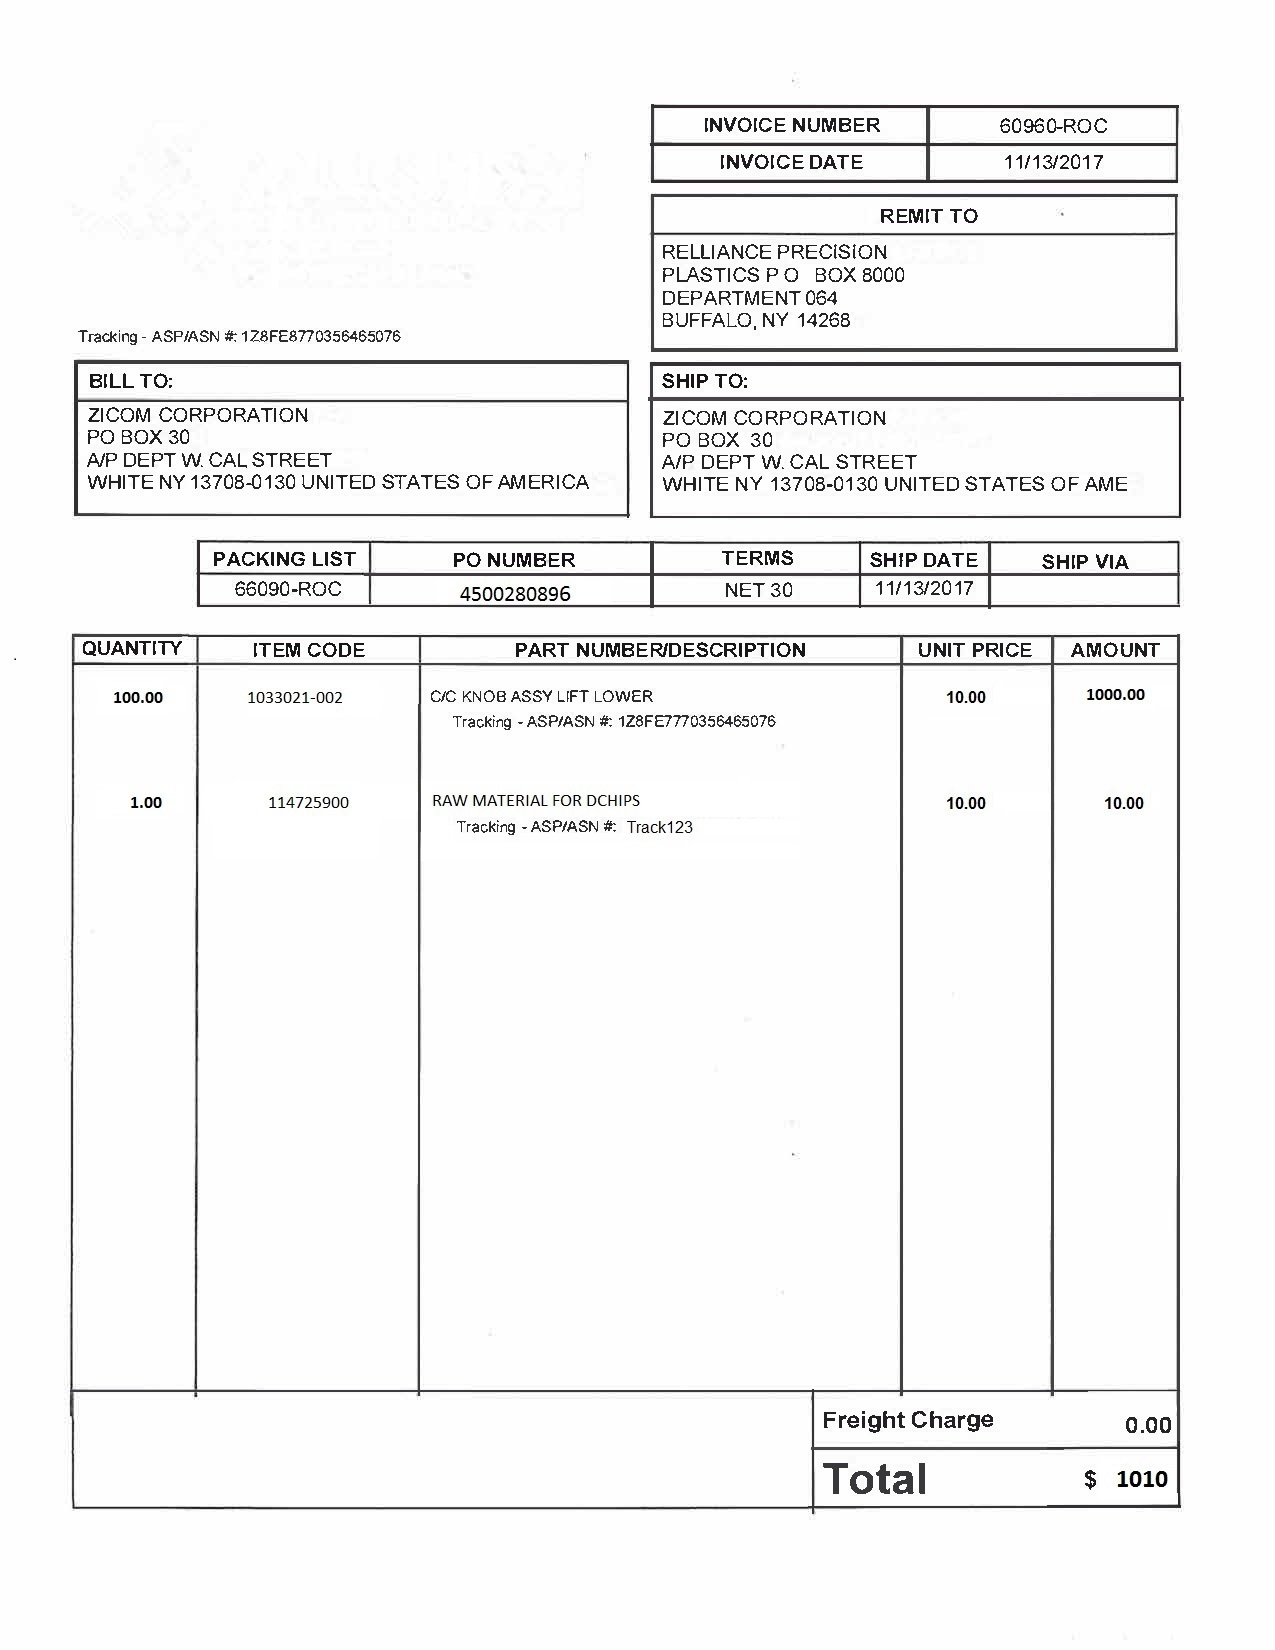 INVOICE NUMBER 60960-ROC
INVOICE DATE 11/13/2017
REMIT TO
RELLIANCE PRECISION
PLASTICS P O BOX 8000
DEPARTMENT 064
BUFFALO, NY 14268
Tracking - ASP/ASN #: 1Z8FE8770356465076
BILL TO:
ZICOM CORPORATION
PO BOX 30
A/P DEPT W. CAL STREET
WHITE NY 13708-0130 UNITED STATES OF AMERICA
SHIP TO:
ZICOM CORPORATION
PO BOX 30
A/P DEPT W. CAL STREET
WHITE NY 13708-0130 UNITED STATES OF AME
PACKING LIST PO NUMBER TERMS SHIP DATE SHIP VIA
66090-ROC 4500280896 NET 30 11/13/2017
QUANTITY ITEM CODE PART NUMBER/DESCRIPTION UNIT PRICE AMOUNT
100.00 1033021-002 C/C KNOB ASSY LIFT LOWER 10.00 1000.00
Tracking - ASP/ASN #: 1Z8FE7770356465076
1.00 114725900 RAW MATERIAL FOR DCHIPS 10.00 10.00
Tracking - ASP/ASN #: Track123
Freight Charge 0.00
Total $ 1010